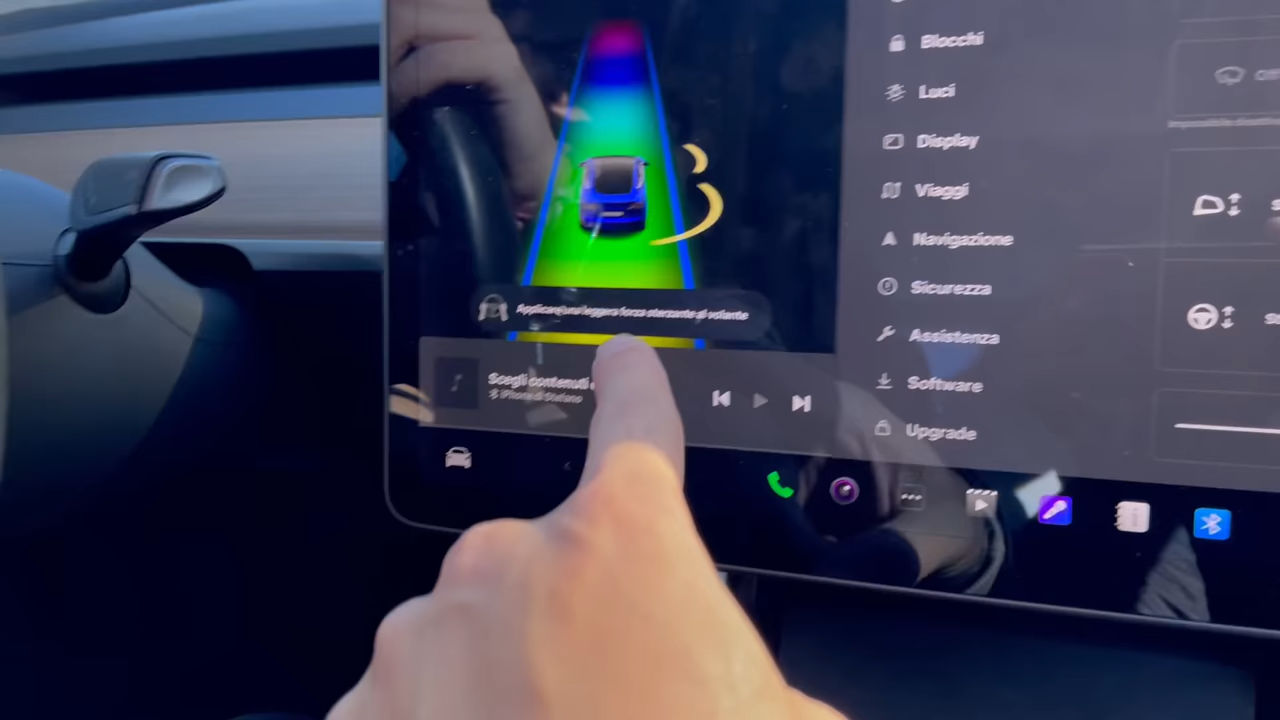 Blocchi
Luci
Display
Viaggi
Navigazione
Sicurezza
Assistenza
Software
Upgrade
Applicare una leggera forza sterzante al volante
Scegli contenuti
iPhone di Stefano